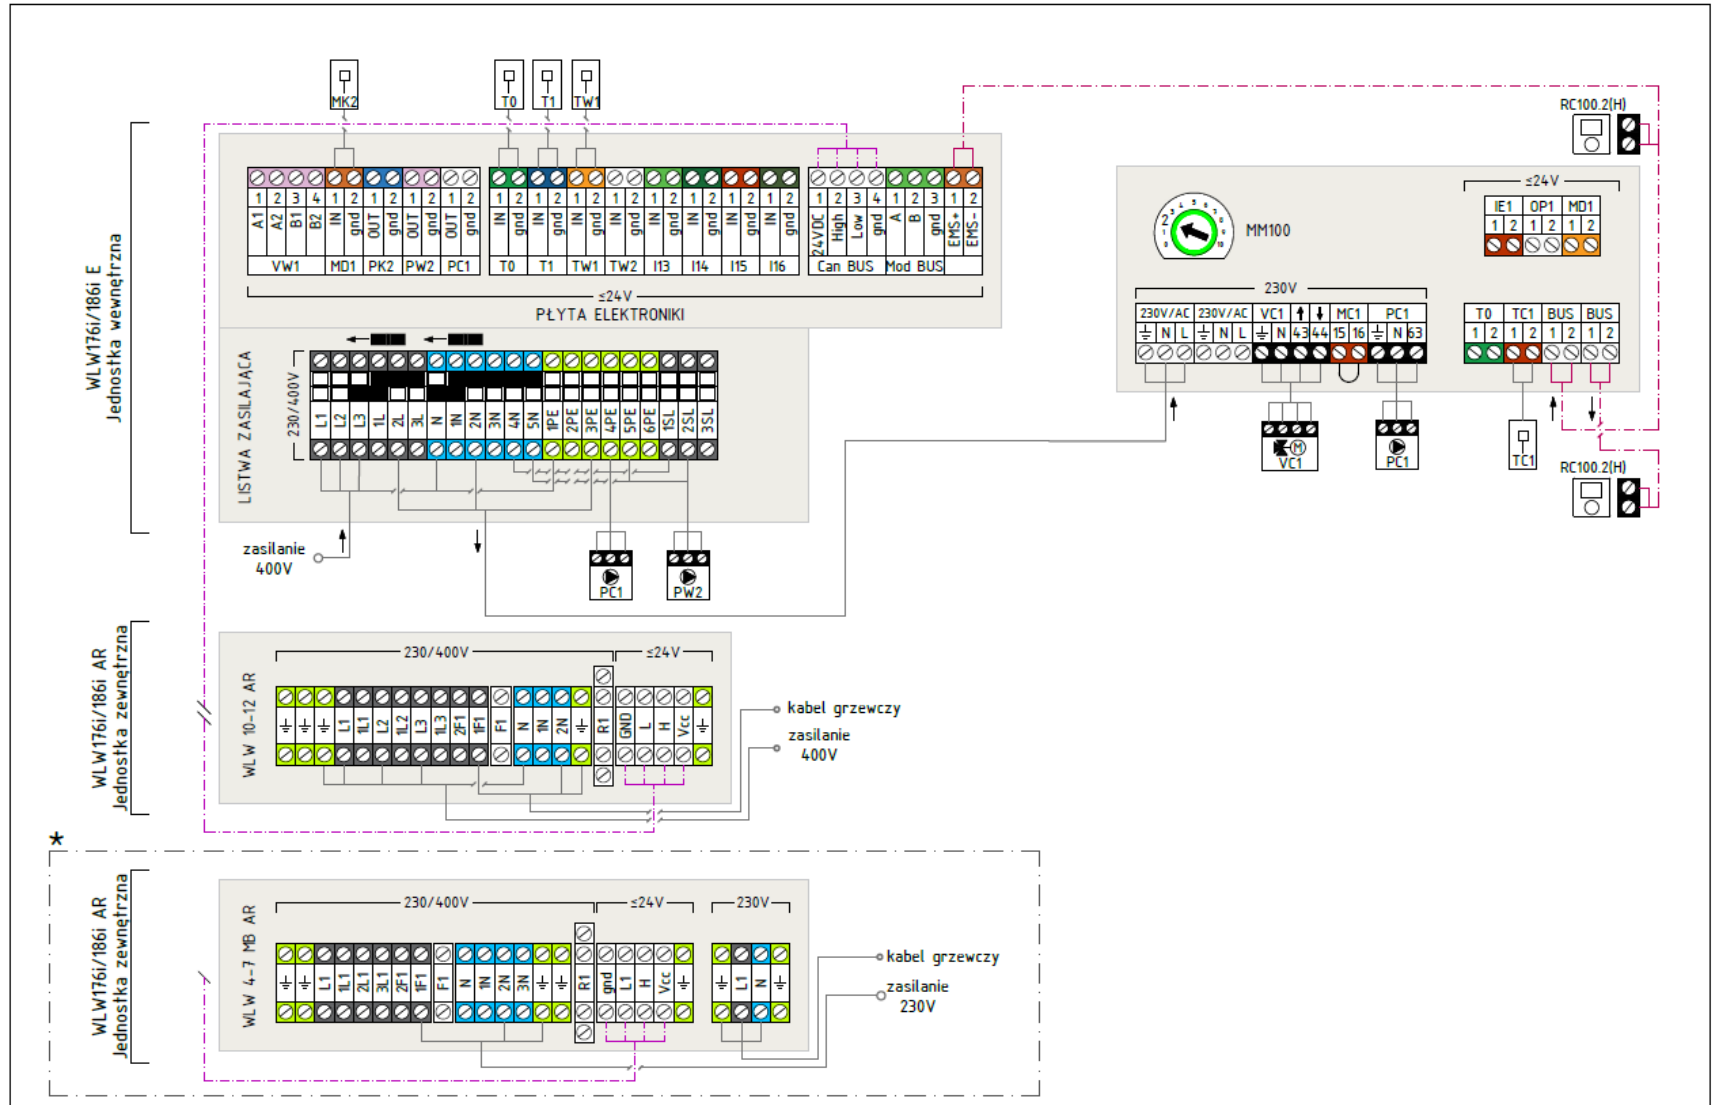 MK2 T0 T1 TW1
RC100.2(H)
WLW176i/186i E
Jednostka wewnętrzna
1 2 3 4 1 2 1 2 1 2 1 2 1 2 1 2 1 2 1 2 1 2 1 2 1 2 1 2 1 2 3 4 1 2 3 1 2
A1 A2 B1 B2 IN gnd OUT gnd OUT gnd OUT gnd IN gnd IN gnd IN gnd IN gnd IN gnd IN gnd IN gnd IN gnd 24VDC High Low gnd A B gnd EMS+ EMS-
VW1 MD1 PK2 PW2 PC1 T0 T1 TW1 TW2 I13 I14 I15 I16 Can BUS Mod BUS
≤24V
PŁYTA ELEKTRONIKI
LISTWA ZASILAJĄCA
230/400V
L1 L2 L3 1L 2L 3L N 1N 2N 3N 4N 5N 1PE 2PE 3PE 4PE 5PE 6PE 1SL 2SL 3SL
zasilanie
400V
PC1 PW2
0 1 2 3 4 5 6 7 8 9 10 10
MM100
≤24V
IE1 OP1 MD1
1 2 1 2 1 2
230V
230V/AC 230V/AC VC1 MC1 PC1
N L N L N 43 44 15 16 N 63
T0 TC1 BUS BUS
1 2 1 2 1 2 1 2
M
VC1 PC1 TC1
RC100.2(H)
WLW176i/186i AR
Jednostka zewnętrzna
WLW 10-12 AR
230/400V ≤24V
L1 1L1 L2 1L2 L3 1L3 2F1 1F1 F1 N 1N 2N R1 GND L H Vcc
kabel grzewczy
zasilanie
400V
*
WLW176i/186i AR
Jednostka zewnętrzna
WLW 4-7 MB AR
230/400V ≤24V 230V
L1 1L1 2L1 3L1 2F1 1F1 F1 N 1N 2N 3N R1 gnd L1 H Vcc L1 N
kabel grzewczy
zasilanie
230V